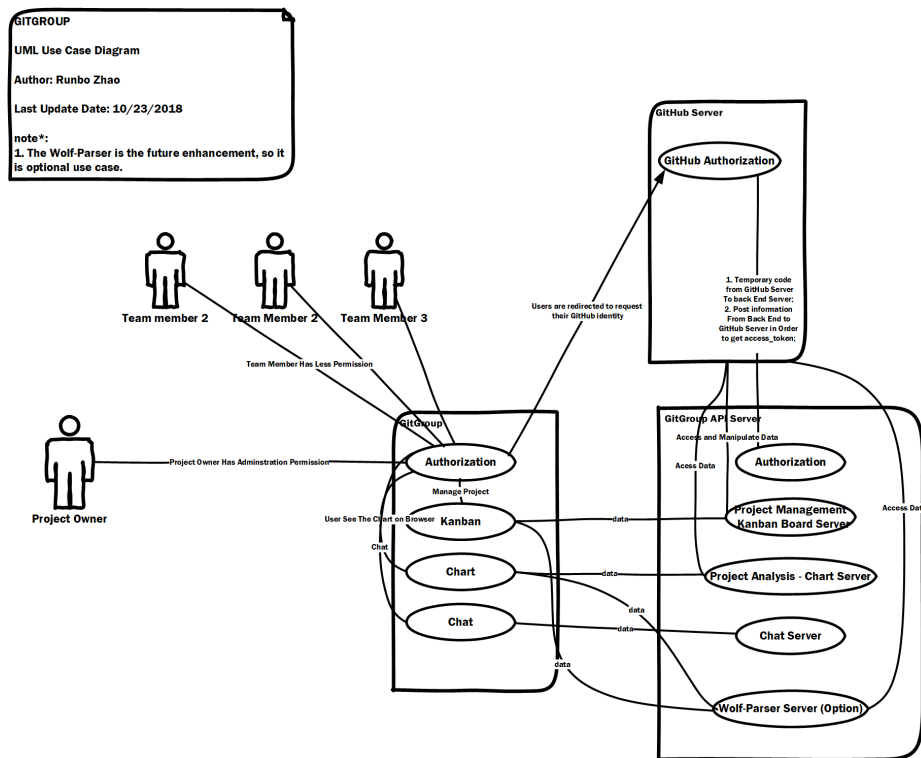 GITGROUP
UML Use Case Diagram
Author: Runbo Zhao
Last Update Date: 10/23/2018
note*:
1. The Wolf-Parser is the future enhancement, so it
is optional use case.
GitHub Server
GitHub Authorization
1. Temporary code
from GitHub Server
To back End Server;
2. Post information
From Back End to
GitHub Server in Order
to get access_token;
Users are redirected to request
their GitHub identity
Team member 2
Team Member 2
Team Member 3
Team Member Has Less Permission
Project Owner
Project Owner Has Adminstration Permission
GitGroup
Authorization
Manage Project
Kanban
User See The Chart on Browser
Chat
Chart
Chat
data
data
data
data
data
GitGroup API Server
Access and Manipulate Data
Acess Data
Access Dat
Authorization
Project Management
Kanban Board Server
Project Analysis - Chart Server
Chat Server
Wolf-Parser Server (Option)